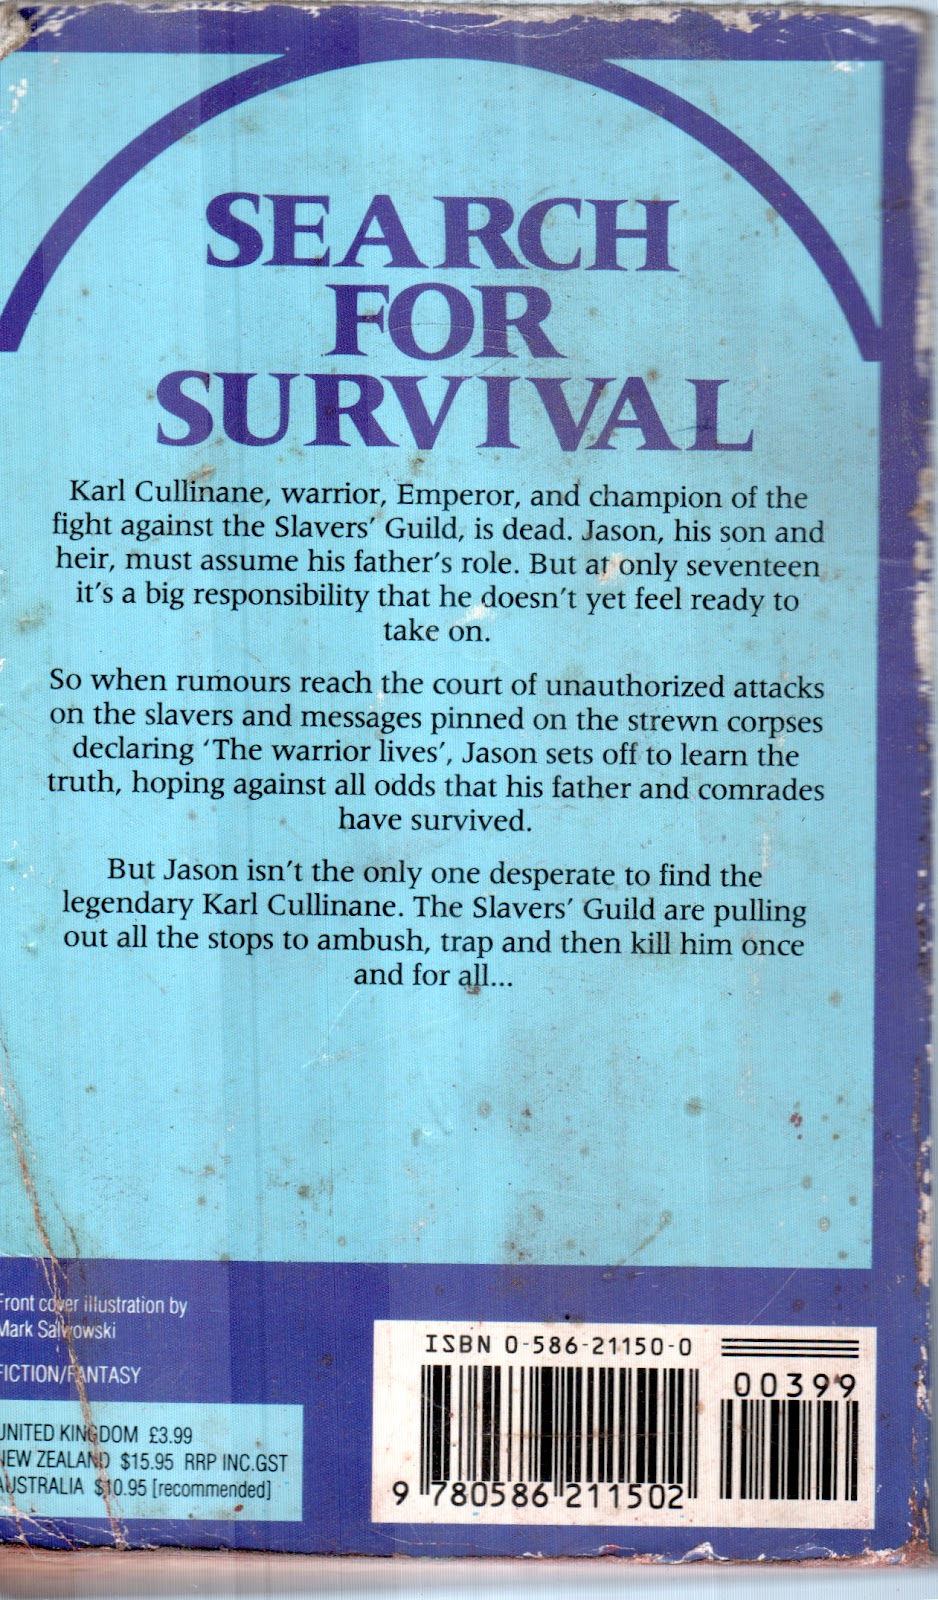 SEARCH
FOR
SURVIVAL
Karl Cullinane, warrior, Emperor, and champion of the
fight against the Slavers' Guild, is dead. Jason, his son and
heir, must assume his father's role. But at only seventeen
it's a big responsibility that he doesn't yet feel ready to
take on.
So when rumours reach the court of unauthorized attacks
on the slavers and messages pinned on the strewn corpses
declaring 'The warrior lives', Jason sets off to learn the
truth, hoping against all odds that his father and comrades
have survived.
But Jason isn't the only one desperate to find the
legendary Karl Cullinane. The Slavers' Guild are pulling
out all the stops to ambush, trap and then kill him once
and for all...
Front cover illustration by
Mark Salwowski
FICTION/FANTASY
UNITED KINGDOM £3.99
NEW ZEALAND $15.95 RRP INC.GST
AUSTRALIA $10.95 [recommended]
ISBN 0-586-21150-0
00399
9 780586 211502